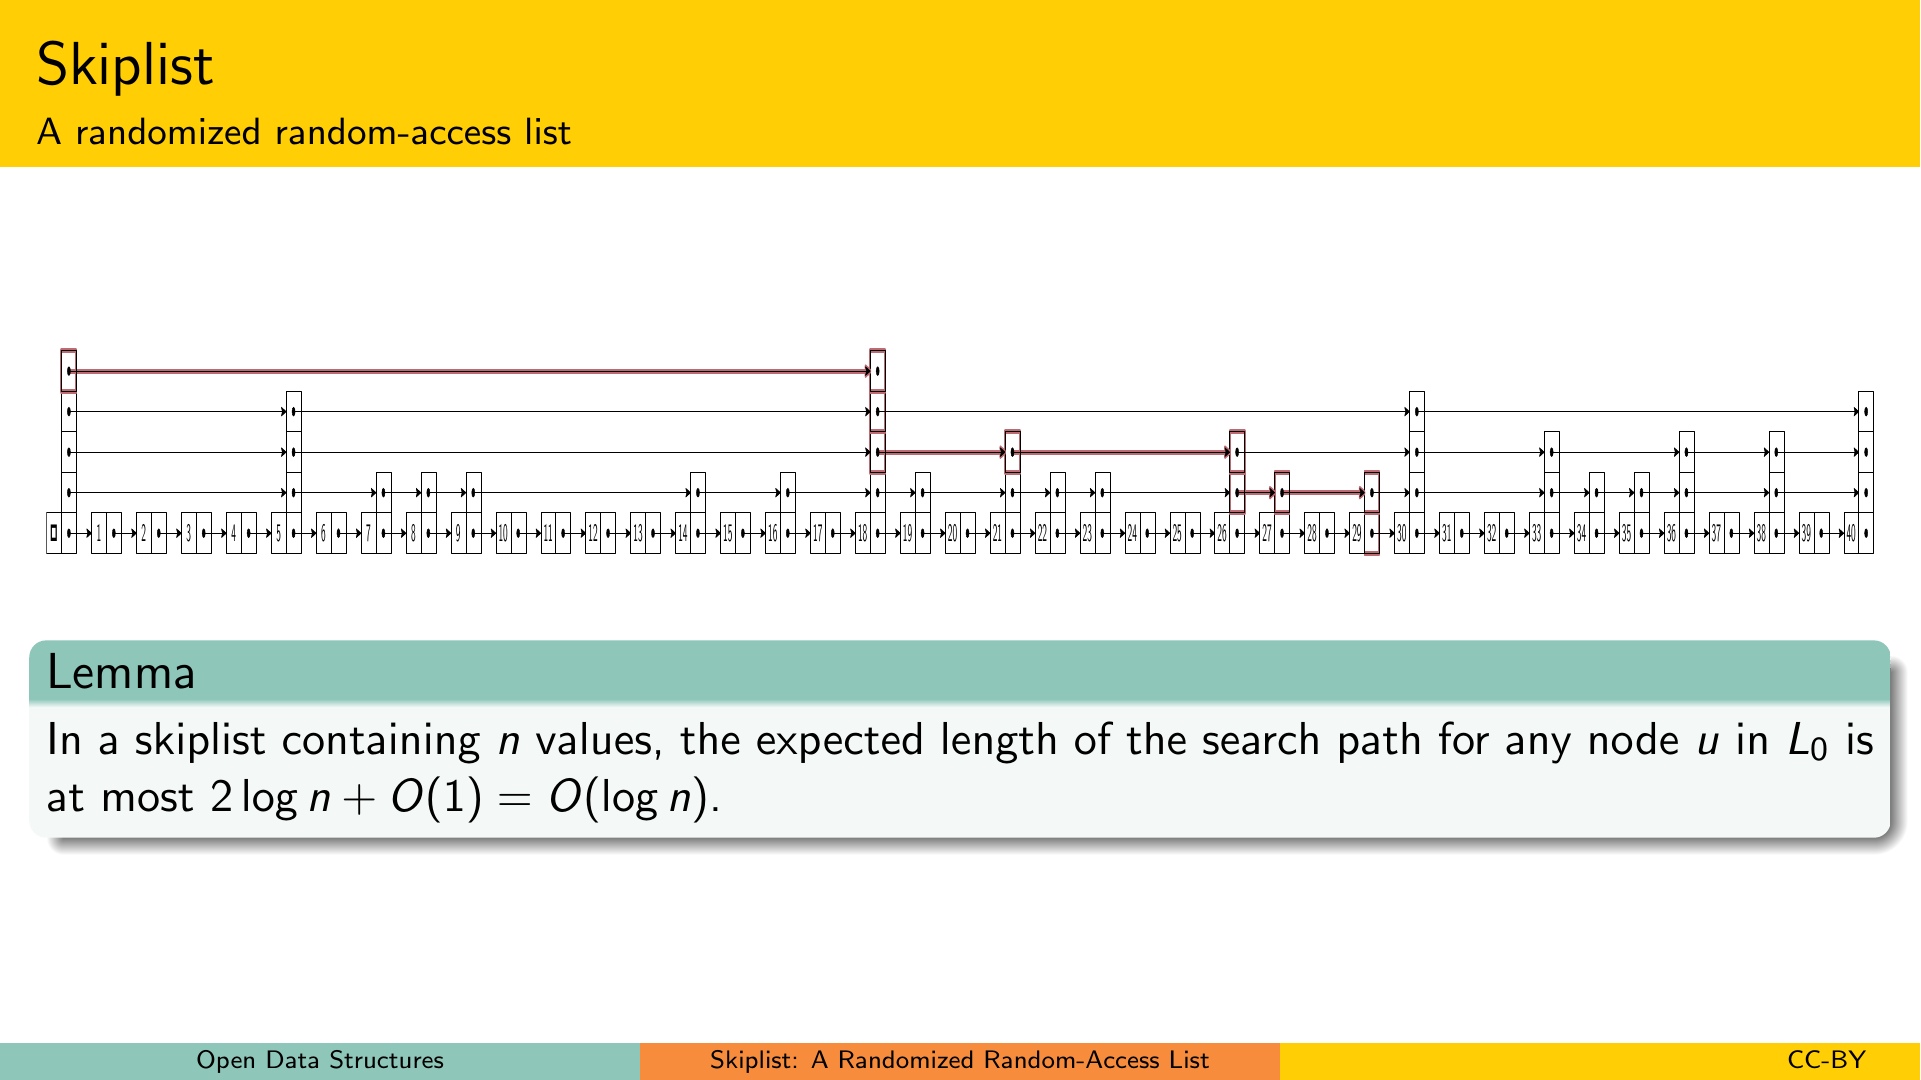 Skiplist
A randomized random-access list
1 2 3 4 5 6 7 8 9 10 11 12 13 14 15 16 17 18 19 20 21 22 23 24 25 26 27 28 29 30 31 32 33 34 35 36 37 38 39 40
Lemma
In a skiplist containing n values, the expected length of the search path for any node u in L₀ is
at most 2 log n + O(1) = O(log n).
Open Data Structures
Skiplist: A Randomized Random-Access List
CC-BY